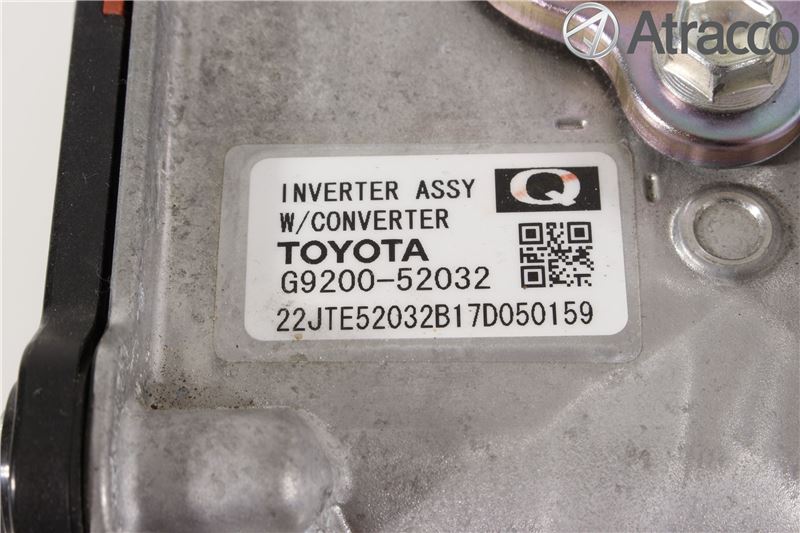 Atracco
INVERTER ASSY Q
W/CONVERTER
TOYOTA
G9200-52032
22JTE52032B17D050159